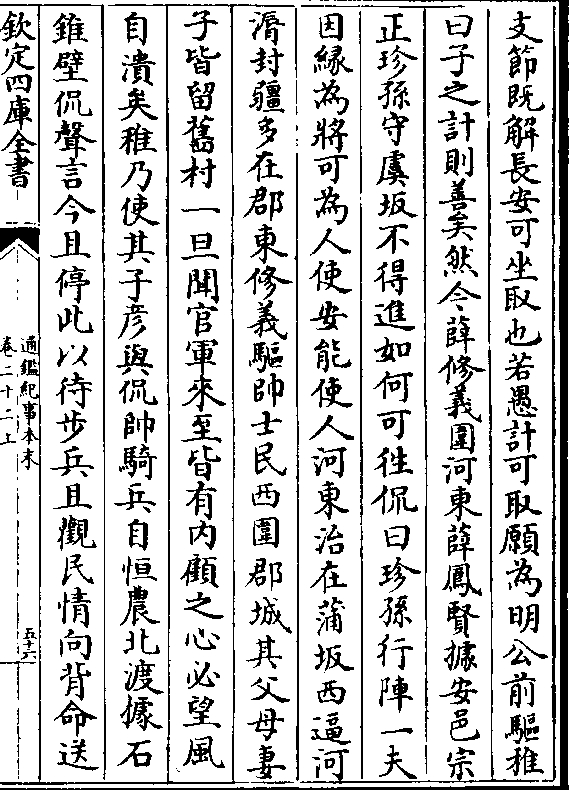 支節既解長安可坐取也若愚計可取願為明公前驅稚
曰子之計則善矣然今薛修義圍河東薛鳳賢據安邑宗
正珍孫守虞坂不得進如何可徃侃曰珍孫行陣一夫
因縁為將可為人使安能使人河東治在蒲坂西逼河
漘封疆多在郡東修義驅帥士民西圍郡城其父母妻
子皆留舊村一旦聞官軍來至皆有内顧之心必望風
自潰矣稚乃使其子彦與侃帥騎兵自恒農北渡據石
錐壁侃聲言今且停此以待步兵且觀民情向背命送
欽定四庫全書
通鑑紀事本末
卷二十二上
五十六